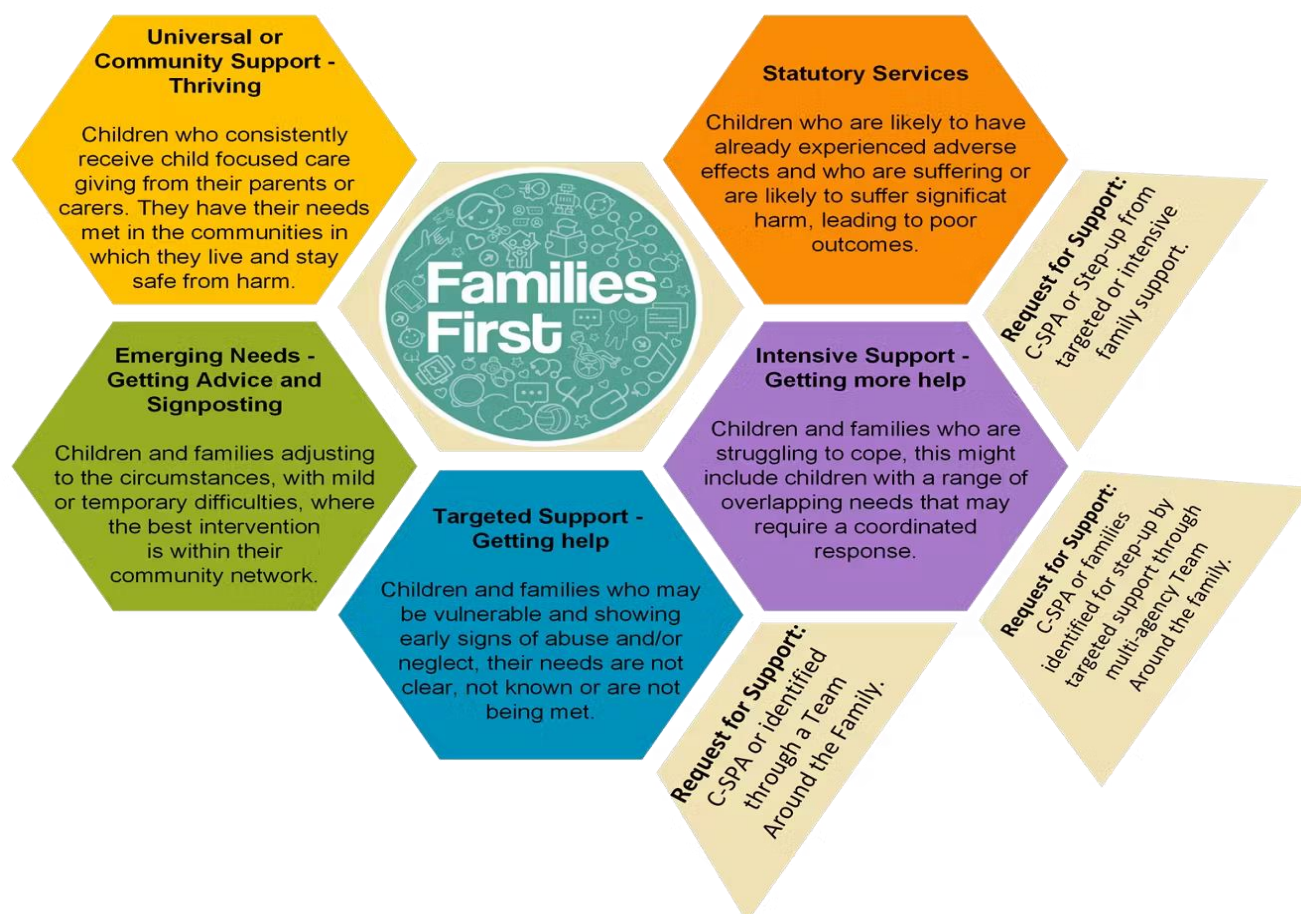 Universal or
Community Support -
Thriving
Children who consistently
receive child focused care
giving from their parents or
carers. They have their needs
met in the communities in
which they live and stay
safe from harm.
Emerging Needs -
Getting Advice and
Signposting
Children and families adjusting
to the circumstances, with mild
or temporary difficulties, where
the best intervention
is within their
community network.
Families
First
Targeted Support -
Getting help
Children and families who may
be vulnerable and showing
early signs of abuse and/or
neglect, their needs are not
clear, not known or are not
being met.
Request for Support:
C-SPA or identified
through a Team
Around the Family.
Intensive Support -
Getting more help
Children and families who are
struggling to cope, this might
include children with a range of
overlapping needs that may
require a coordinated
response.
Request for Support:
C-SPA or families
identified for step-up by
targeted support through
multi-agency Team
Around the family.
Statutory Services
Children who are likely to have
already experienced adverse
effects and who are suffering or
are likely to suffer significat
harm, leading to poor
outcomes.
Request for Support:
C-SPA or Step-up from
targeted or intensive
family support.